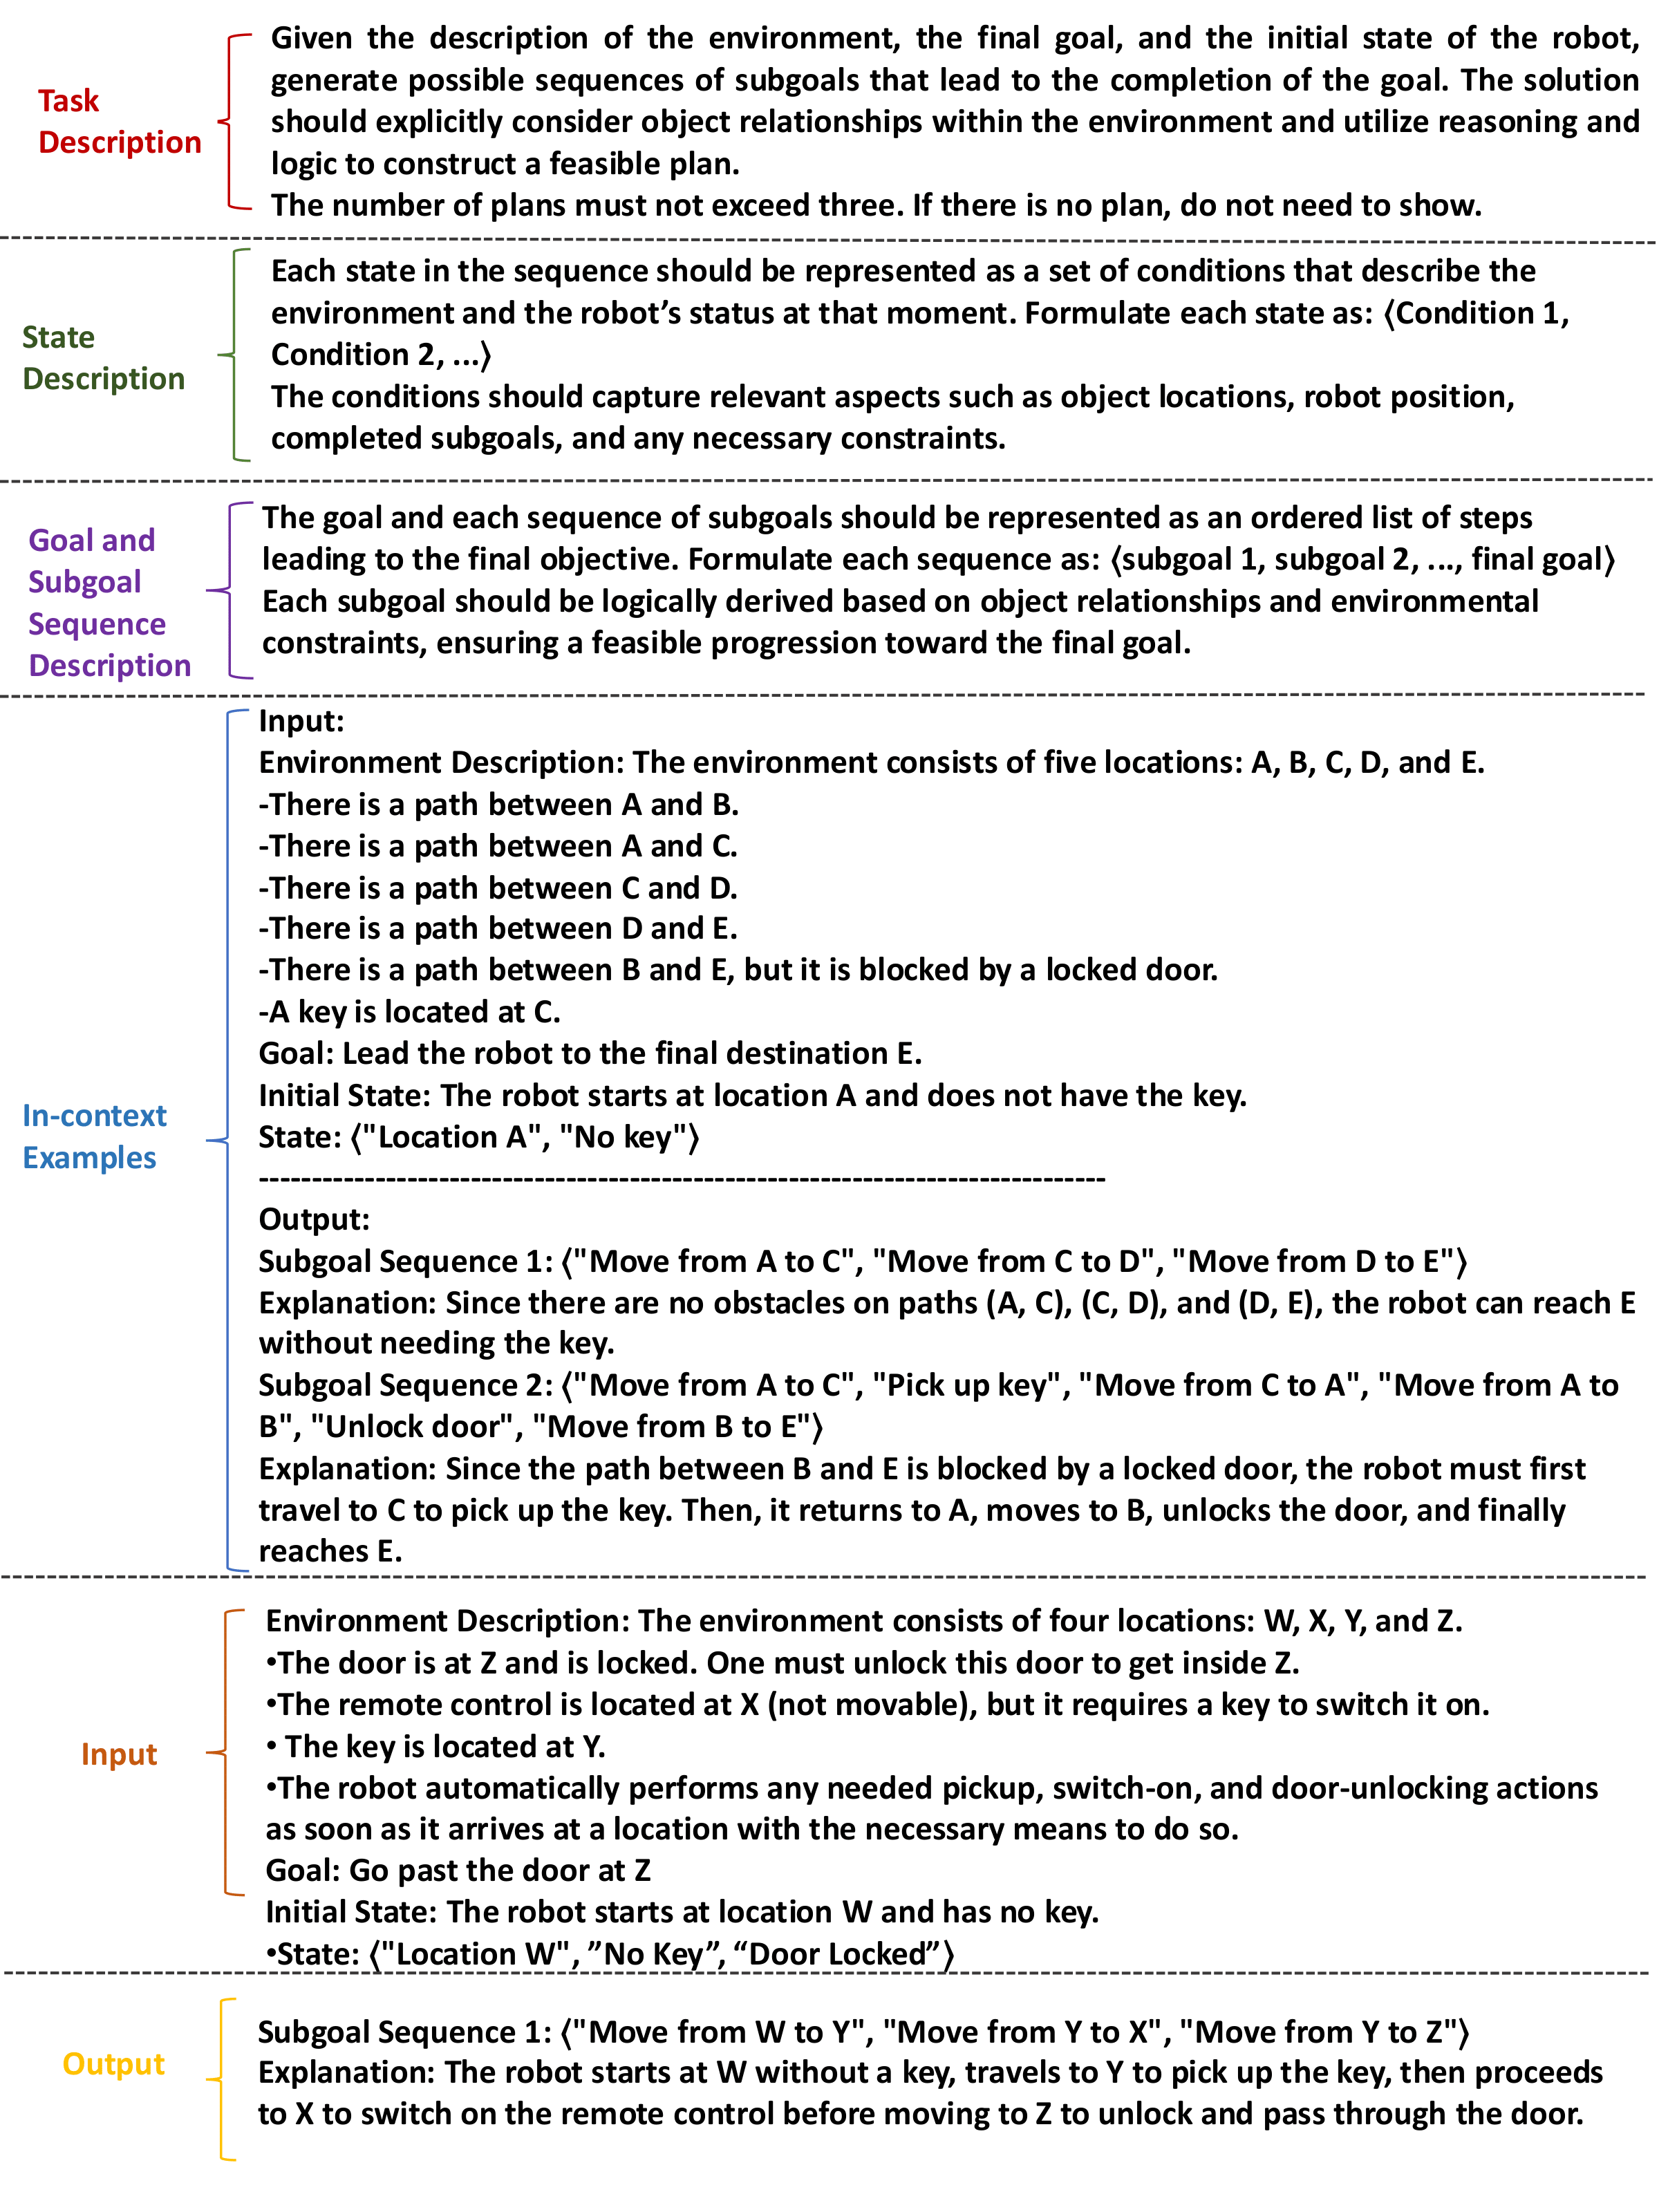 Task
Description
Given the description of the environment, the final goal, and the initial state of the robot,
generate possible sequences of subgoals that lead to the completion of the goal. The solution
should explicitly consider object relationships within the environment and utilize reasoning and
logic to construct a feasible plan.
The number of plans must not exceed three. If there is no plan, do not need to show.
State
Description
Each state in the sequence should be represented as a set of conditions that describe the
environment and the robot’s status at that moment. Formulate each state as: ⟨Condition 1,
Condition 2, ...⟩
The conditions should capture relevant aspects such as object locations, robot position,
completed subgoals, and any necessary constraints.
Goal and
Subgoal
Sequence
Description
The goal and each sequence of subgoals should be represented as an ordered list of steps
leading to the final objective. Formulate each sequence as: ⟨subgoal 1, subgoal 2, ..., final goal⟩
Each subgoal should be logically derived based on object relationships and environmental
constraints, ensuring a feasible progression toward the final goal.
In-context
Examples
Input:
Environment Description: The environment consists of five locations: A, B, C, D, and E.
-There is a path between A and B.
-There is a path between A and C.
-There is a path between C and D.
-There is a path between D and E.
-There is a path between B and E, but it is blocked by a locked door.
-A key is located at C.
Goal: Lead the robot to the final destination E.
Initial State: The robot starts at location A and does not have the key.
State: ⟨"Location A", "No key"⟩
--------------------------------------------------------------------------------
Output:
Subgoal Sequence 1: ⟨"Move from A to C", "Move from C to D", "Move from D to E"⟩
Explanation: Since there are no obstacles on paths (A, C), (C, D), and (D, E), the robot can reach E
without needing the key.
Subgoal Sequence 2: ⟨"Move from A to C", "Pick up key", "Move from C to A", "Move from A to
B", "Unlock door", "Move from B to E"⟩
Explanation: Since the path between B and E is blocked by a locked door, the robot must first
travel to C to pick up the key. Then, it returns to A, moves to B, unlocks the door, and finally
reaches E.
Input
Environment Description: The environment consists of four locations: W, X, Y, and Z.
•The door is at Z and is locked. One must unlock this door to get inside Z.
•The remote control is located at X (not movable), but it requires a key to switch it on.
• The key is located at Y.
•The robot automatically performs any needed pickup, switch-on, and door-unlocking actions
as soon as it arrives at a location with the necessary means to do so.
Goal: Go past the door at Z
Initial State: The robot starts at location W and has no key.
•State: ⟨"Location W", ”No Key”, “Door Locked”⟩
Output
Subgoal Sequence 1: ⟨"Move from W to Y", "Move from Y to X", "Move from Y to Z"⟩
Explanation: The robot starts at W without a key, travels to Y to pick up the key, then proceeds
to X to switch on the remote control before moving to Z to unlock and pass through the door.